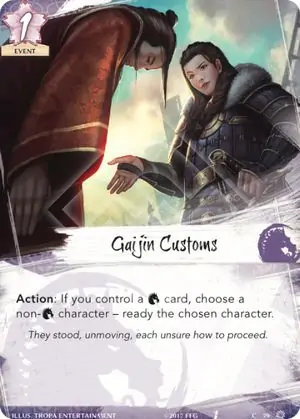 1
EVENT
Gaijin Customs
Action: If you control a card, choose a
non- character – ready the chosen character.
They stood, unmoving, each unsure how to proceed.
ILLUS. TROPA ENTERTAINMENT © 2017 FFG C 29